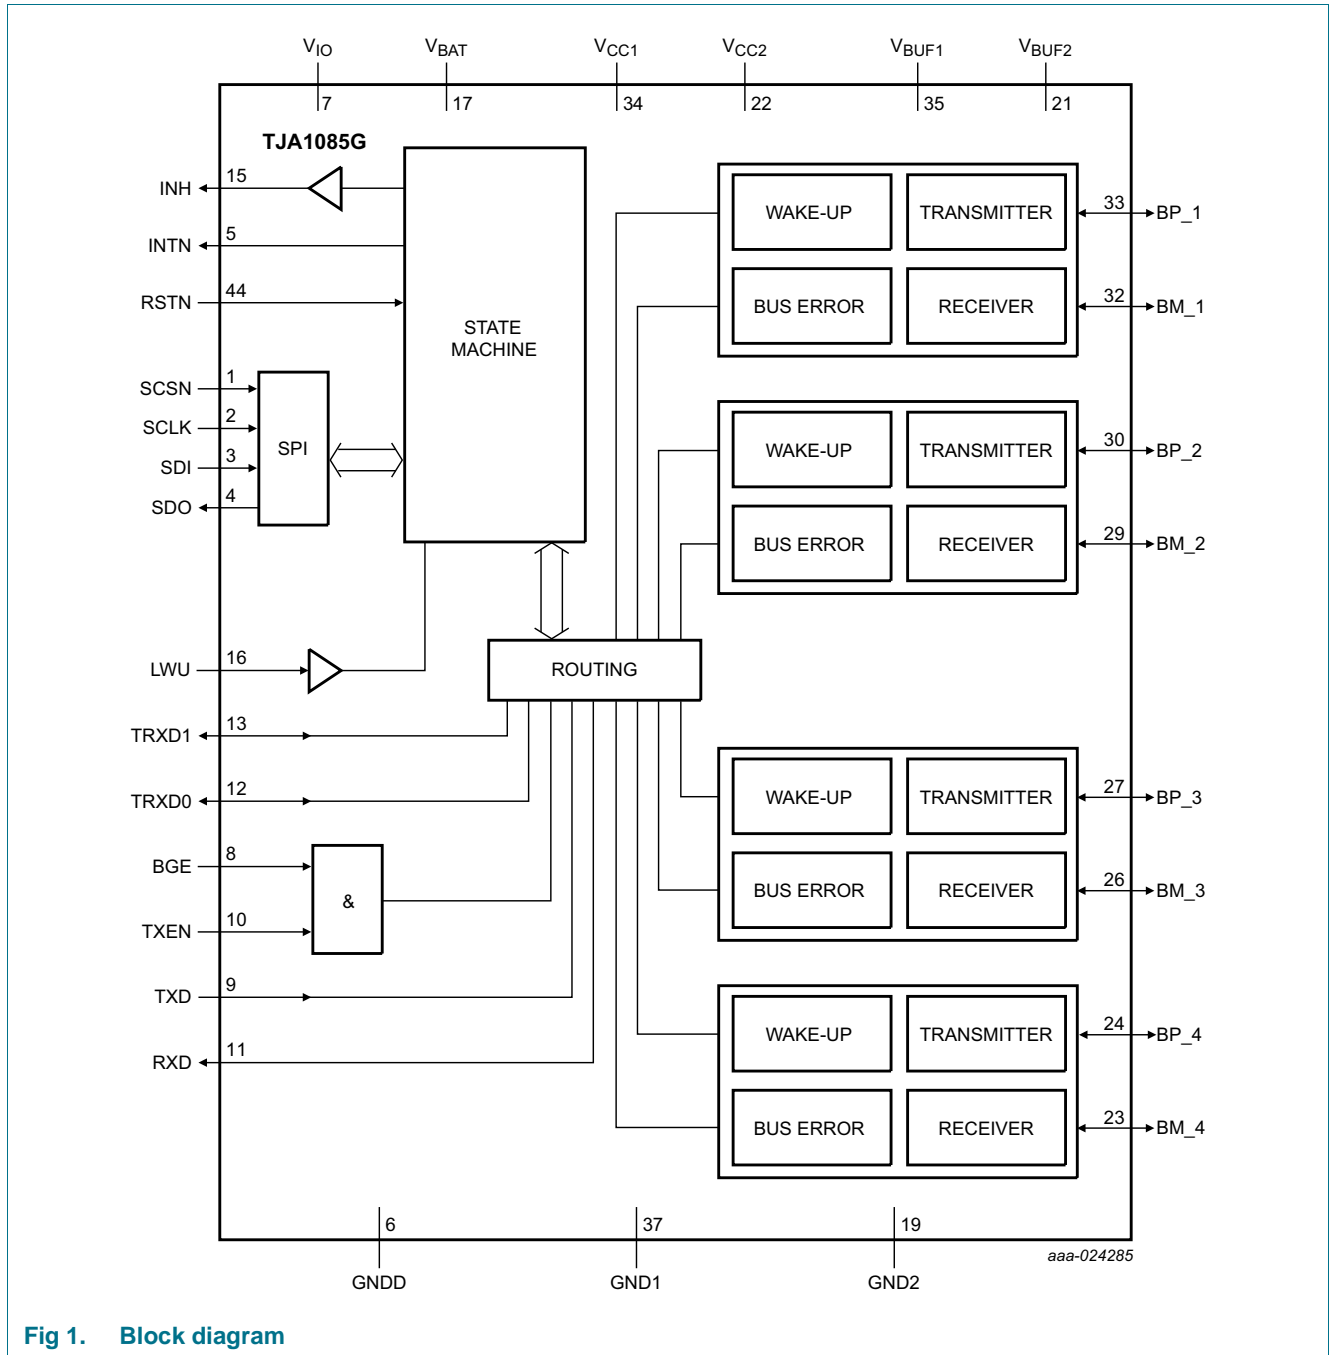 VIO VBAT VCC1 VCC2 VBUF1 VBUF2
7 17 34 22 35 21
TJA1085G
INH 15
INTN 5
RSTN 44
STATE
MACHINE
SCSN 1
SCLK 2
SDI 3
SDO 4
SPI
LWU 16
ROUTING
TRXD1 13
TRXD0 12
BGE 8
&
TXEN 10
TXD 9
RXD 11
WAKE-UP TRANSMITTER 33 BP_1
BUS ERROR RECEIVER 32 BM_1
WAKE-UP TRANSMITTER 30 BP_2
BUS ERROR RECEIVER 29 BM_2
WAKE-UP TRANSMITTER 27 BP_3
BUS ERROR RECEIVER 26 BM_3
WAKE-UP TRANSMITTER 24 BP_4
BUS ERROR RECEIVER 23 BM_4
6 37 19
GNDD GND1 GND2
aaa-024285
Fig 1. Block diagram